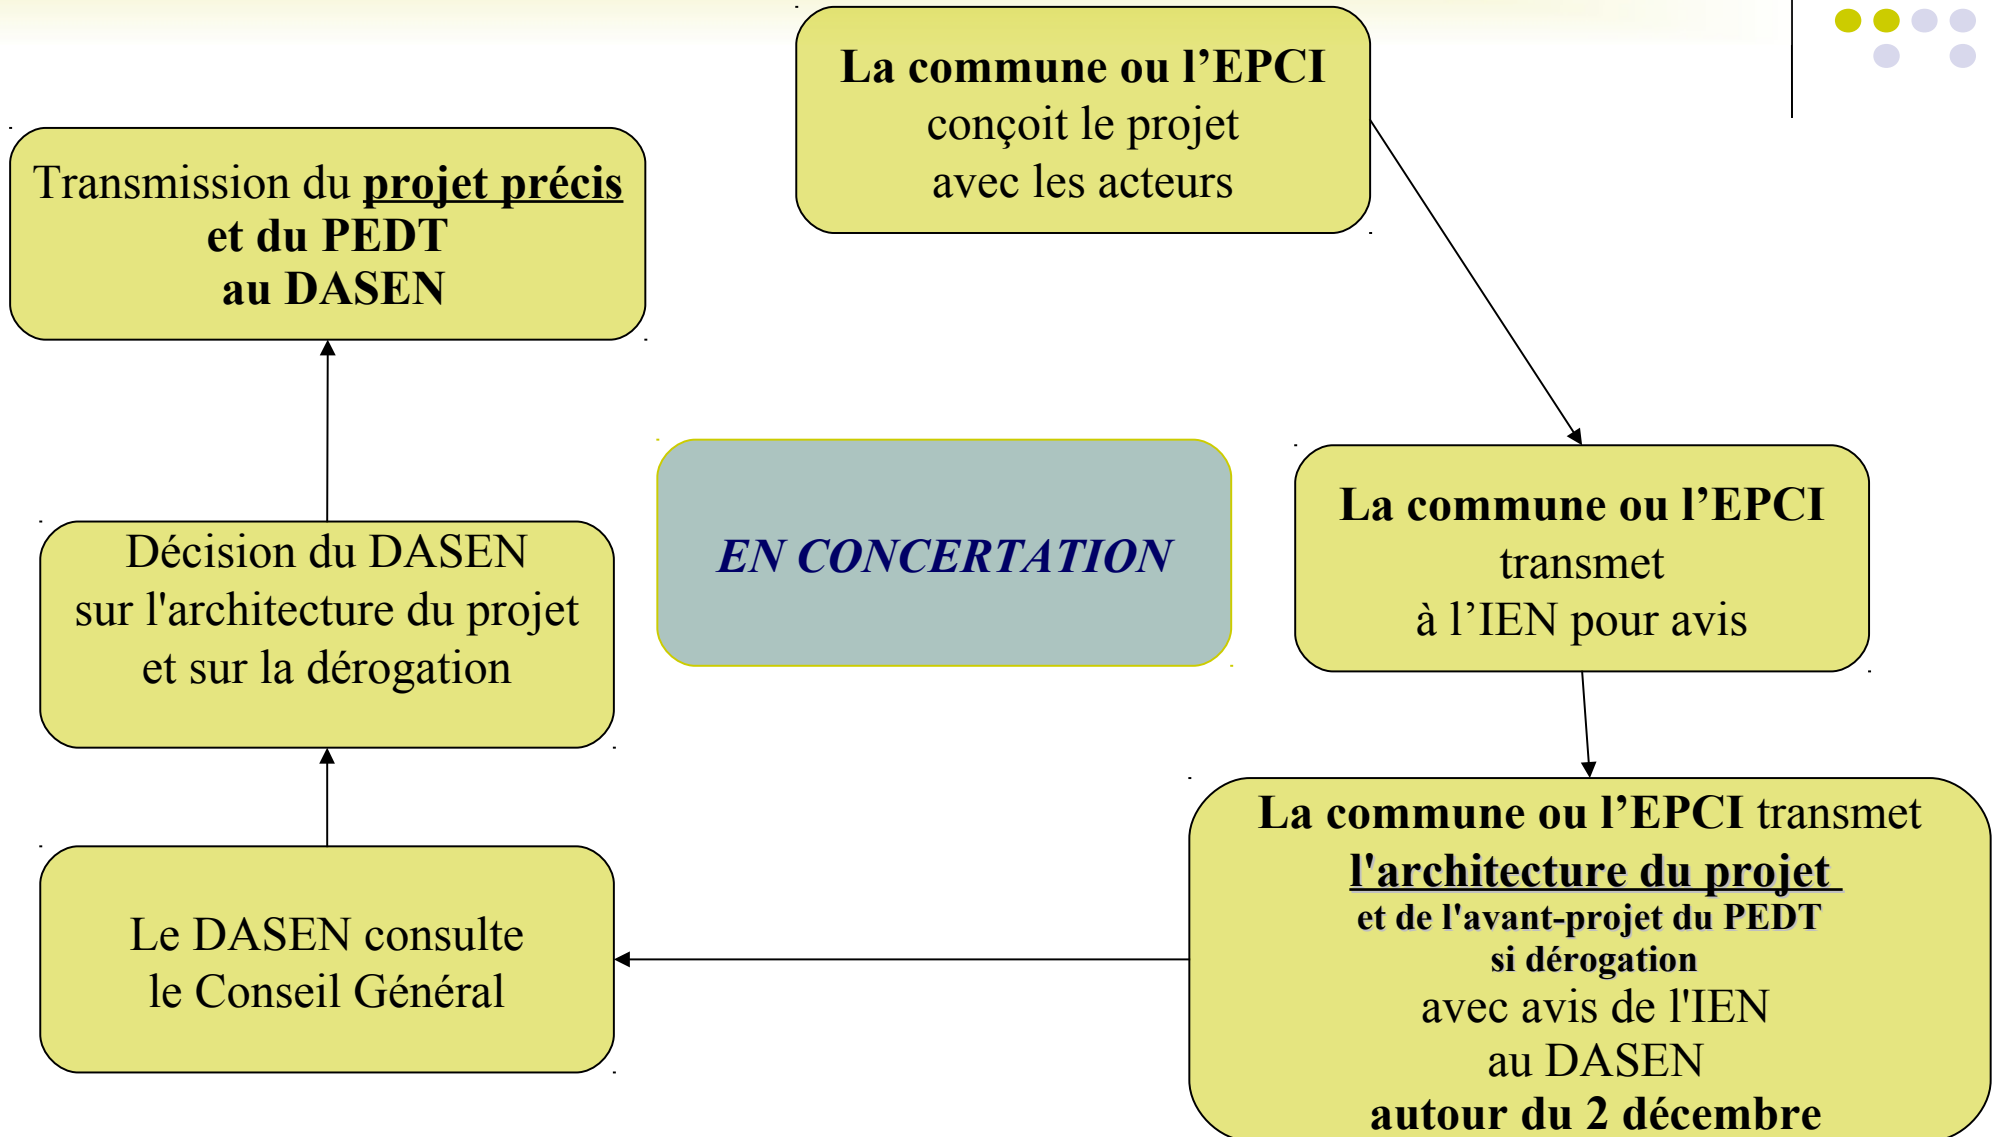 La commune ou l’EPCI
conçoit le projet
avec les acteurs
La commune ou l’EPCI
transmet
à l’IEN pour avis
La commune ou l’EPCI transmet
l'architecture du projet
et de l'avant-projet du PEDT
si dérogation
avec avis de l'IEN
au DASEN
autour du 2 décembre
Le DASEN consulte
le Conseil Général
Décision du DASEN
sur l'architecture du projet
et sur la dérogation
Transmission du projet précis
et du PEDT
au DASEN
EN CONCERTATION